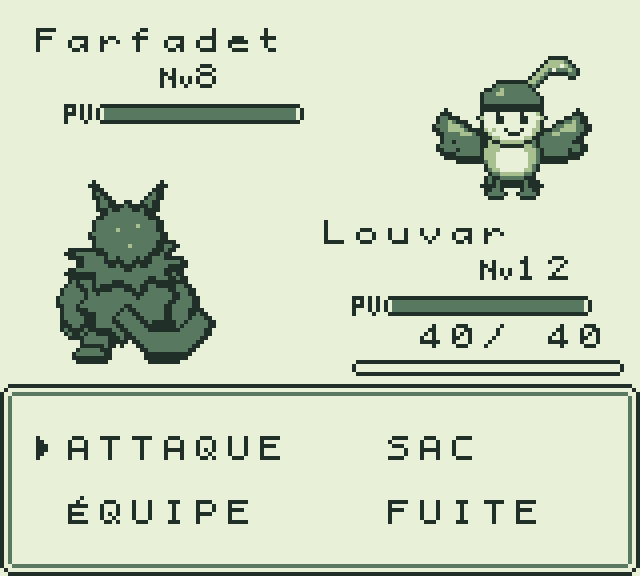 Farfadet
Nv8
PV
Louvar
Nv12
PV
40/ 40
ATTAQUE SAC
ÉQUIPE FUITE